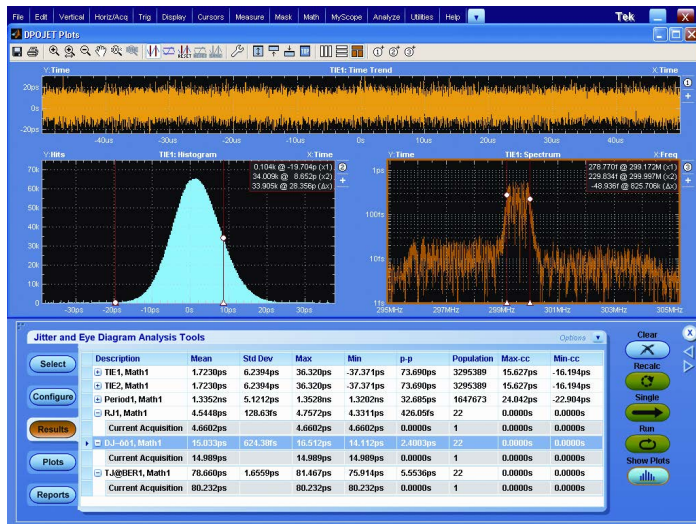 File Edit Vertical Horiz/Acq Trig Display Cursors Measure Mask Math MyScope Analyze Utilities Help Tek
DPOJET Plots
RESET
Y:Time TIE1: Time Trend X:Time
20ps
0s
-20ps
-40us -30us -20us -10us 0s 10us 20us 30us 40us
Y:Hits TIE1: Histogram X:Time
0.104k @ -19.704p (x1)
34.009k @ 8.652p (x2)
33.905k @ 28.356p (Δx)
70k
60k
50k
40k
30k
20k
10k
0
-30ps -20ps -10ps 0s 10ps 20ps 30ps
Y:Time TIE1: Spectrum X:Freq
278.770f @ 299.172M (x1)
229.834f @ 299.997M (x2)
-48.936f @ 825.706k (Δx)
1ps
100fs
10fs
1fs
295MHz 297MHz 299MHz 301MHz 303MHz 305MHz
Jitter and Eye Diagram Analysis Tools Options
Select
Configure
Results
Plots
Reports
Description Mean Std Dev Max Min p-p Population Max-cc Min-cc
TIE1, Math1 1.7230ps 6.2394ps 36.320ps -37.371ps 73.690ps 3295389 15.627ps -16.194ps
TIE2, Math1 1.7230ps 6.2394ps 36.320ps -37.371ps 73.690ps 3295389 15.627ps -16.194ps
Period1, Math1 1.3352ns 5.1212ps 1.3528ns 1.3202ns 32.685ps 1647673 24.042ps -22.904ps
RJ1, Math1 4.5448ps 128.63fs 4.7572ps 4.3311ps 426.05fs 22 0.0000s 0.0000s
Current Acquisition 4.6602ps 4.6602ps 4.6602ps 0.0000s 1 0.0000s 0.0000s
DJ-δδ1, Math1 15.033ps 624.38fs 16.512ps 14.112ps 2.4003ps 22 0.0000s 0.0000s
Current Acquisition 14.989ps 14.989ps 14.989ps 0.0000s 1 0.0000s 0.0000s
TJ@BER1, Math1 78.660ps 1.6559ps 81.467ps 75.914ps 5.5536ps 22 0.0000s 0.0000s
Current Acquisition 80.232ps 80.232ps 80.232ps 0.0000s 1 0.0000s 0.0000s
Clear
Recalc
Single
Run
Show Plots